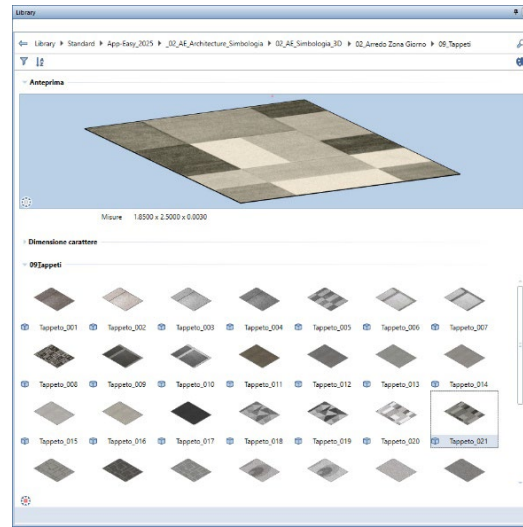 Library
Library Standard App-Easy_2025 _02_AE_Architecture_Simbologia 02_AE_Simbologia_3D 02_Arredo Zona Giorno 09_Tappeti
Anteprima
Misure 1.8500 x 2.5000 x 0.0030
Dimensione carattere
09Tappeti
Tappeto_001 Tappeto_002 Tappeto_003 Tappeto_004 Tappeto_005 Tappeto_006 Tappeto_007
Tappeto_008 Tappeto_009 Tappeto_010 Tappeto_011 Tappeto_012 Tappeto_013 Tappeto_014
Tappeto_015 Tappeto_016 Tappeto_017 Tappeto_018 Tappeto_019 Tappeto_020 Tappeto_021